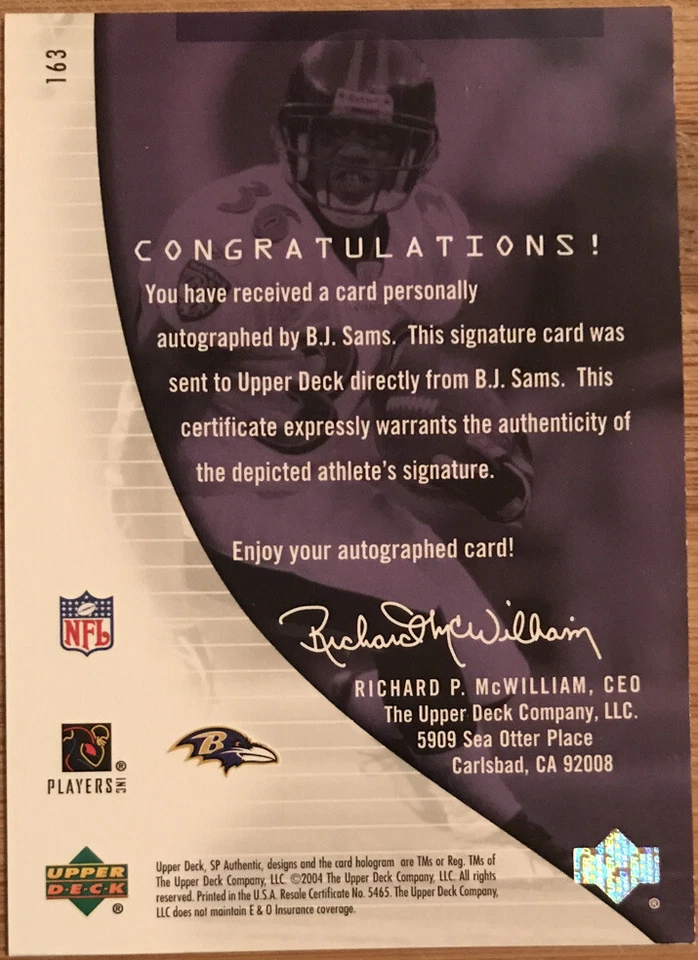 163
36
CONGRATULATIONS!
You have received a card personally
autographed by B.J. Sams. This signature card was
sent to Upper Deck directly from B.J. Sams. This
certificate expressly warrants the authenticity of
the depicted athlete's signature.
Enjoy your autographed card!
Richard McWilliam
RICHARD P. McWILLIAM, CEO
The Upper Deck Company, LLC.
5909 Sea Otter Place
Carlsbad, CA 92008
NFL
PLAYERS INC ®
B
UPPER
D·E·C·K
®
Upper Deck, SP Authentic, designs and the card hologram are TMs or Reg. TMs of
The Upper Deck Company, LLC. ©2004 The Upper Deck Company, LLC. All rights
reserved. Printed in the U.S.A. Resale Certificate No. 5465. The Upper Deck Company,
LLC does not maintain E & O Insurance coverage.
®